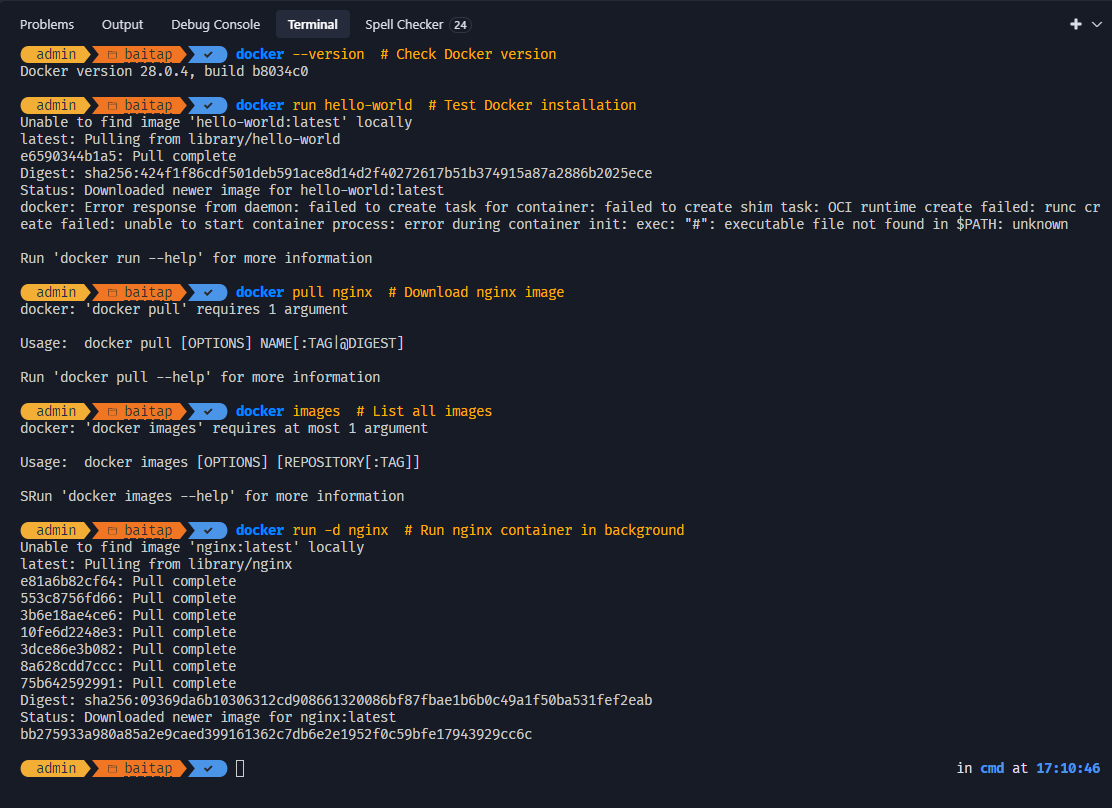 Problems Output Debug Console Terminal Spell Checker 24
admin baitap docker --version # Check Docker version
Docker version 28.0.4, build b8034c0
admin baitap docker run hello-world # Test Docker installation
Unable to find image 'hello-world:latest' locally
latest: Pulling from library/hello-world
e6590344b1a5: Pull complete
Digest: sha256:424f1f86cdf501deb591ace8d14d2f40272617b51b374915a87a2886b2025ece
Status: Downloaded newer image for hello-world:latest
docker: Error response from daemon: failed to create task for container: failed to create shim task: OCI runtime create failed: runc cr
eate failed: unable to start container process: error during container init: exec: "#": executable file not found in $PATH: unknown
Run 'docker run --help' for more information
admin baitap docker pull nginx # Download nginx image
docker: 'docker pull' requires 1 argument
Usage: docker pull [OPTIONS] NAME[:TAG|@DIGEST]
Run 'docker pull --help' for more information
admin baitap docker images # List all images
docker: 'docker images' requires at most 1 argument
Usage: docker images [OPTIONS] [REPOSITORY[:TAG]]
SRun 'docker images --help' for more information
admin baitap docker run -d nginx # Run nginx container in background
Unable to find image 'nginx:latest' locally
latest: Pulling from library/nginx
e81a6b82cf64: Pull complete
553c8756fd66: Pull complete
3b6e18ae4ce6: Pull complete
10fe6d2248e3: Pull complete
3dce86e3b082: Pull complete
8a628cdd7ccc: Pull complete
75b642592991: Pull complete
Digest: sha256:09369da6b10306312cd908661320086bf87fbae1b6b0c49a1f50ba531fef2eab
Status: Downloaded newer image for nginx:latest
bb275933a980a85a2e9caed399161362c7db6e2e1952f0c59bfe17943929cc6c
admin baitap in cmd at 17:10:46